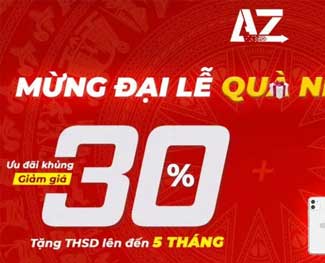 AZ
MỪNG ĐẠI LỄ QUÀ
Ưu đãi khủng
Giảm giá
30%
Tặng THSD lên đến 5 THÁNG